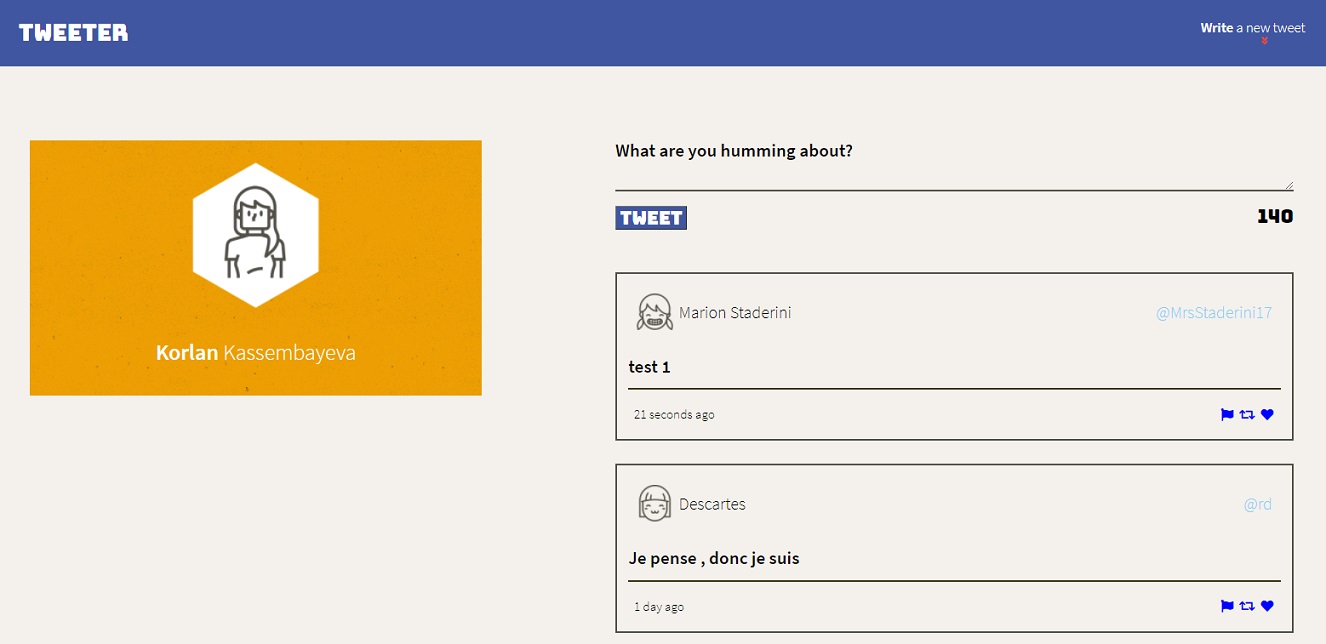 TWEETER
Write a new tweet
Korlan Kassembayeva
What are you humming about?
TWEET
140
Marion Staderini
@MrsStaderini17
test 1
21 seconds ago
Descartes
@rd
Je pense , donc je suis
1 day ago